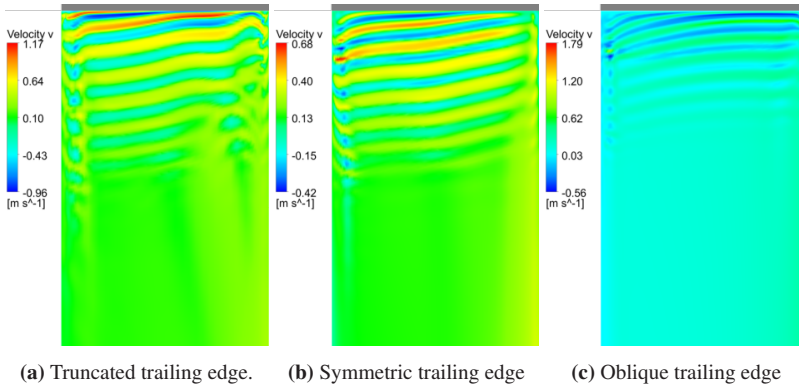 Velocity v
1.17
0.64
0.10
-0.43
-0.96
[m s^-1]
Velocity v
0.68
0.40
0.13
-0.15
-0.42
[m s^-1]
Velocity v
1.79
1.20
0.62
0.03
-0.56
[m s^-1]
(a) Truncated trailing edge.
(b) Symmetric trailing edge
(c) Oblique trailing edge